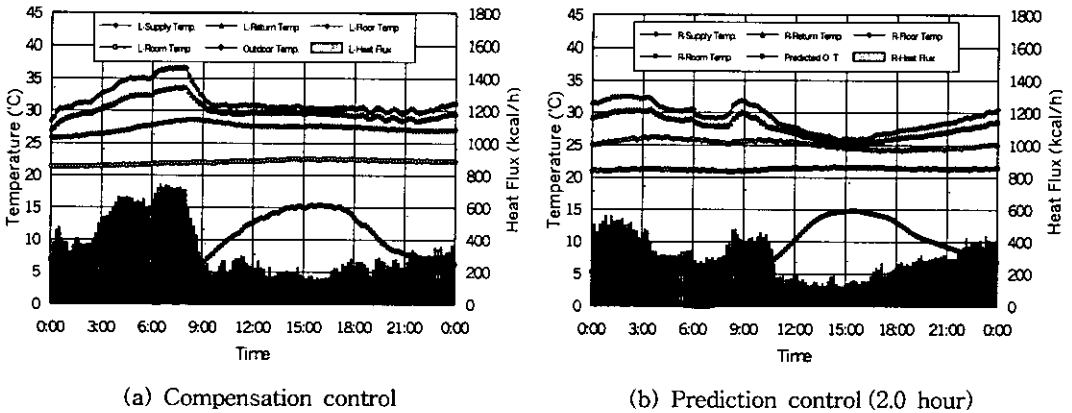 45
40
35
30
25
20
15
10
5
0
Temperature (℃)
L-Supply Temp. L-Return Temp L-Floor Temp
L-Room Temp Outdoor Temp. L-Heat Flux
1800
1600
1400
1200
1000
800
600
400
200
0
Heat Flux (kcal/h)
0:00 3:00 6:00 9:00 12:00 15:00 18:00 21:00 0:00
Time
(a) Compensation control
45
40
35
30
25
20
15
10
5
0
Temperature (℃)
R-Supply Temp. R-Return Temp R-Floor Temp
R-Room Temp Predicted O T R-Heat Flux
1800
1600
1400
1200
1000
800
600
400
200
0
Heat Flux (kcal/h)
0:00 3:00 6:00 9:00 12:00 15:00 18:00 21:00 0:00
Time
(b) Prediction control (2.0 hour)